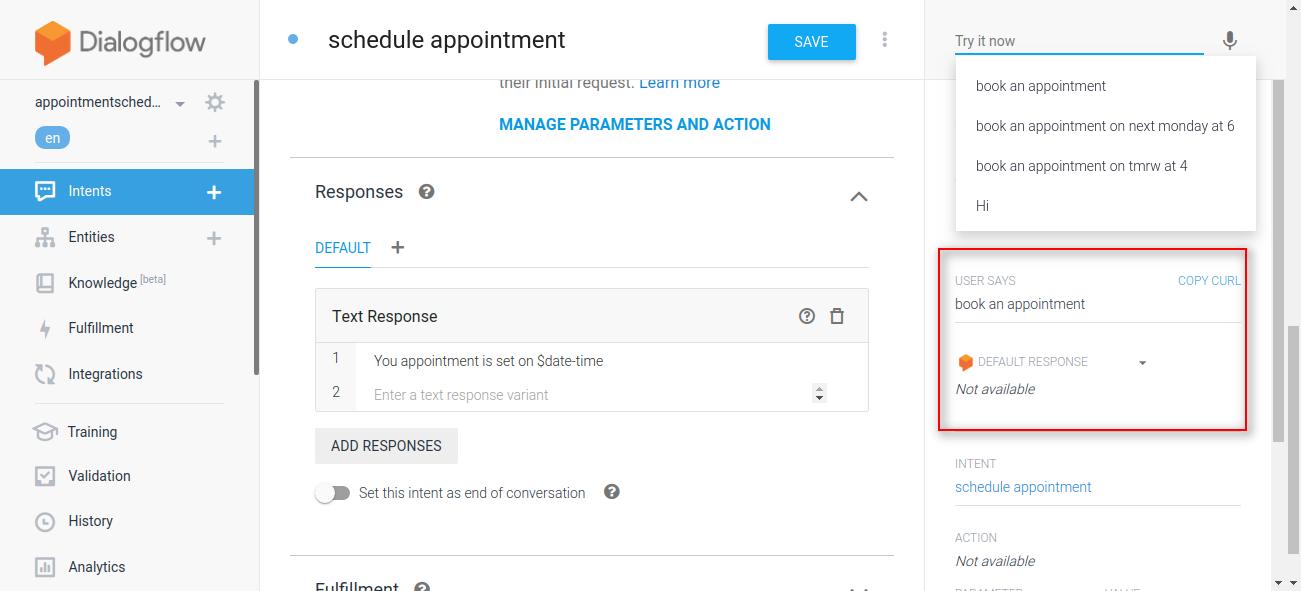 Dialogflow
appointmentsched...
en
Intents
Entities
Knowledge [beta]
Fulfillment
Integrations
Training
Validation
History
Analytics
schedule appointment
SAVE
their initial request. Learn more
MANAGE PARAMETERS AND ACTION
Responses
DEFAULT
Text Response
1 You appointment is set on $date-time
2 Enter a text response variant
ADD RESPONSES
Set this intent as end of conversation
Fulfillment
Try it now
book an appointment
book an appointment on next monday at 6
book an appointment on tmrw at 4
Hi
USER SAYS COPY CURL
book an appointment
DEFAULT RESPONSE
Not available
INTENT
schedule appointment
ACTION
Not available
PARAMETER VALUE